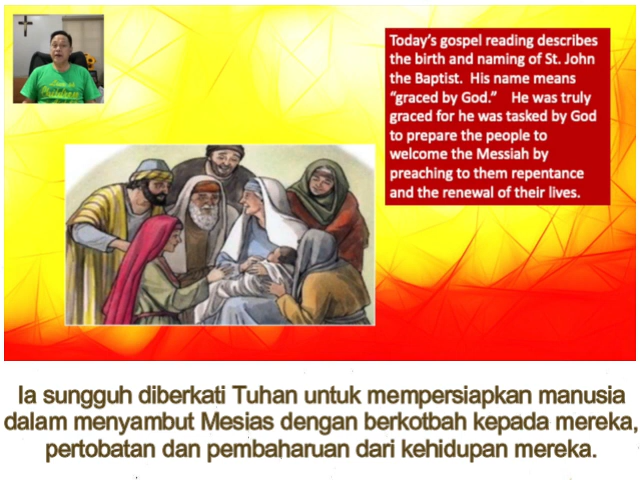 Today's gospel reading describes
the birth and naming of St. John
the Baptist. His name means
“graced by God.” He was truly
graced for he was tasked by God
to prepare the people to
welcome the Messiah by
preaching to them repentance
and the renewal of their lives.
Ia sungguh diberkati Tuhan untuk mempersiapkan manusia
dalam menyambut Mesias dengan berkotbah kepada mereka,
pertobatan dan pembaharuan dari kehidupan mereka.